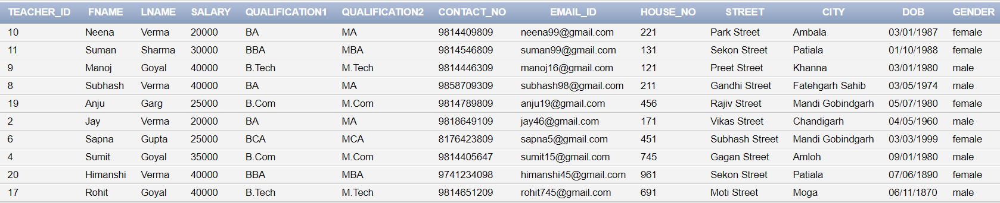 TEACHER_ID FNAME LNAME SALARY QUALIFICATION1 QUALIFICATION2 CONTACT_NO EMAIL_ID HOUSE_NO STREET CITY DOB GENDER
10 Neena Verma 20000 BA MA 9814409809 neena99@gmail.com 221 Park Street Ambala 03/01/1987 female
11 Suman Sharma 30000 BBA MBA 9814546809 suman99@gmail.com 131 Sekon Street Patiala 01/10/1988 female
9 Manoj Goyal 40000 B.Tech M.Tech 9814446309 manoj16@gmail.com 121 Preet Street Khanna 03/01/1980 male
8 Subhash Verma 40000 BA MA 9858709309 subhash98@gmail.com 211 Gandhi Street Fatehgarh Sahib 03/05/1974 male
19 Anju Garg 25000 B.Com M.Com 9814789809 anju19@gmail.com 456 Rajiv Street Mandi Gobindgarh 05/07/1980 female
2 Jay Verma 20000 BA MA 9818649109 jay46@gmail.com 171 Vikas Street Chandigarh 04/05/1960 male
6 Sapna Gupta 25000 BCA MCA 8176423809 sapna5@gmail.com 451 Subhash Street Mandi Gobindgarh 03/03/1999 female
4 Sumit Goyal 35000 B.Com M.Com 9814405647 sumit15@gmail.com 745 Gagan Street Amloh 09/01/1980 male
20 Himanshi Verma 40000 BBA MBA 9741234098 himanshi45@gmail.com 961 Sekon Street Patiala 07/06/1890 female
17 Rohit Goyal 40000 B.Tech M.Tech 9814651209 rohit745@gmail.com 691 Moti Street Moga 06/11/1870 male